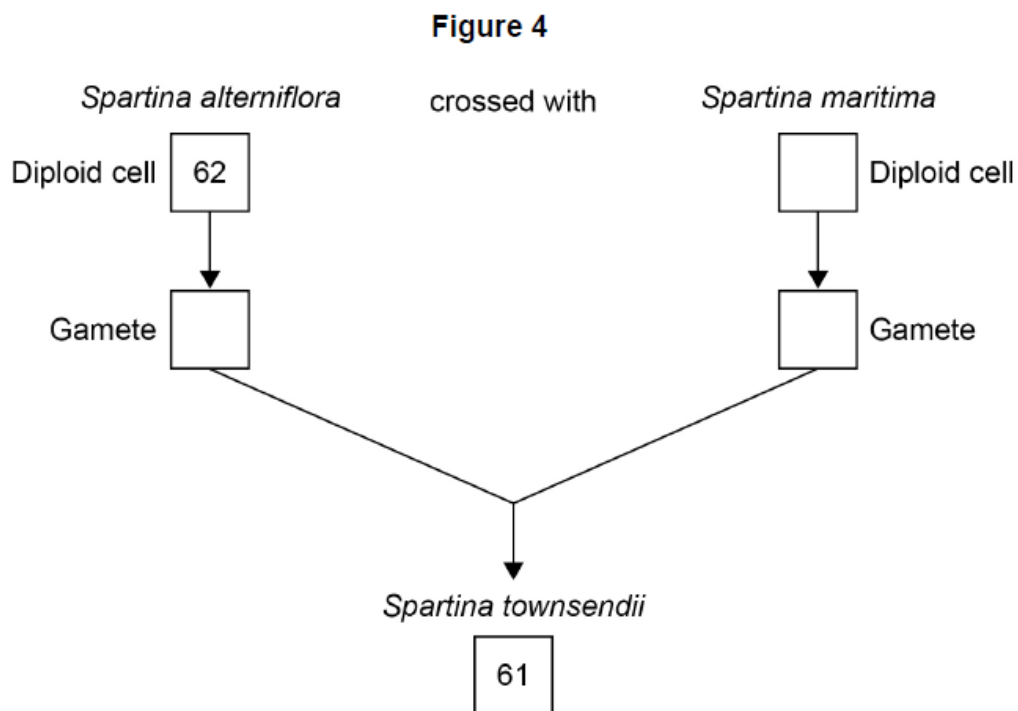 Figure 4
Spartina alterniflora crossed with Spartina maritima
Diploid cell 62 Diploid cell
Gamete Gamete
Spartina townsendii
61